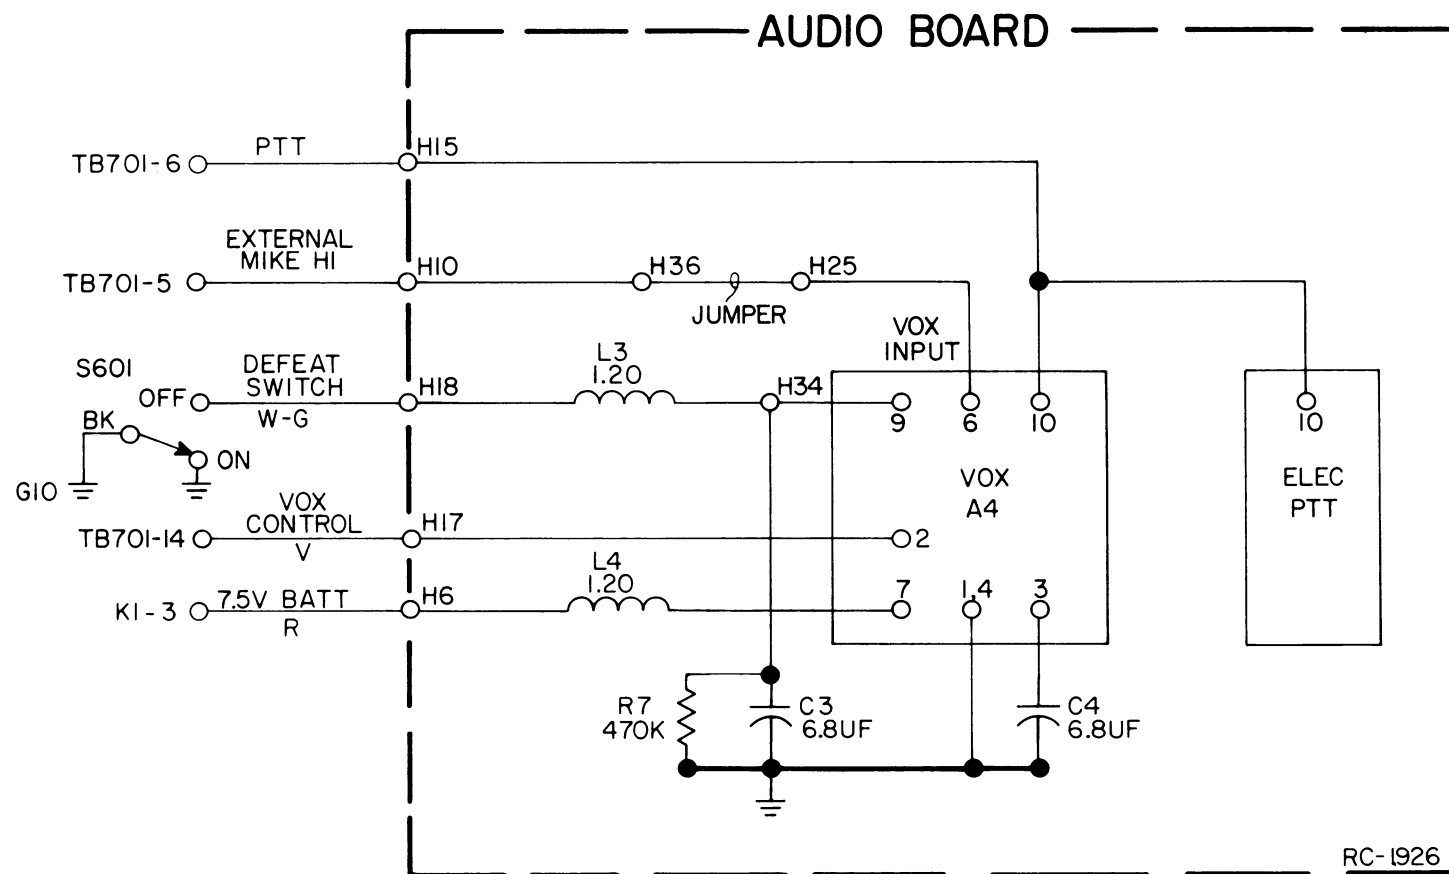 AUDIO BOARD
TB701-6
PTT
H15
TB701-5
EXTERNAL
MIKE HI
H10
H36
JUMPER
H25
S601
OFF
DEFEAT
SWITCH
W-G
H18
L3
1.20
H34
VOX
INPUT
9
6
10
10
BK
ON
G10
VOX
A4
ELEC
PTT
TB701-14
VOX
CONTROL
V
H17
2
K1-3
7.5V BATT
R
H6
L4
1.20
7
1,4
3
R7
470K
C3
6.8UF
C4
6.8UF
RC-1926